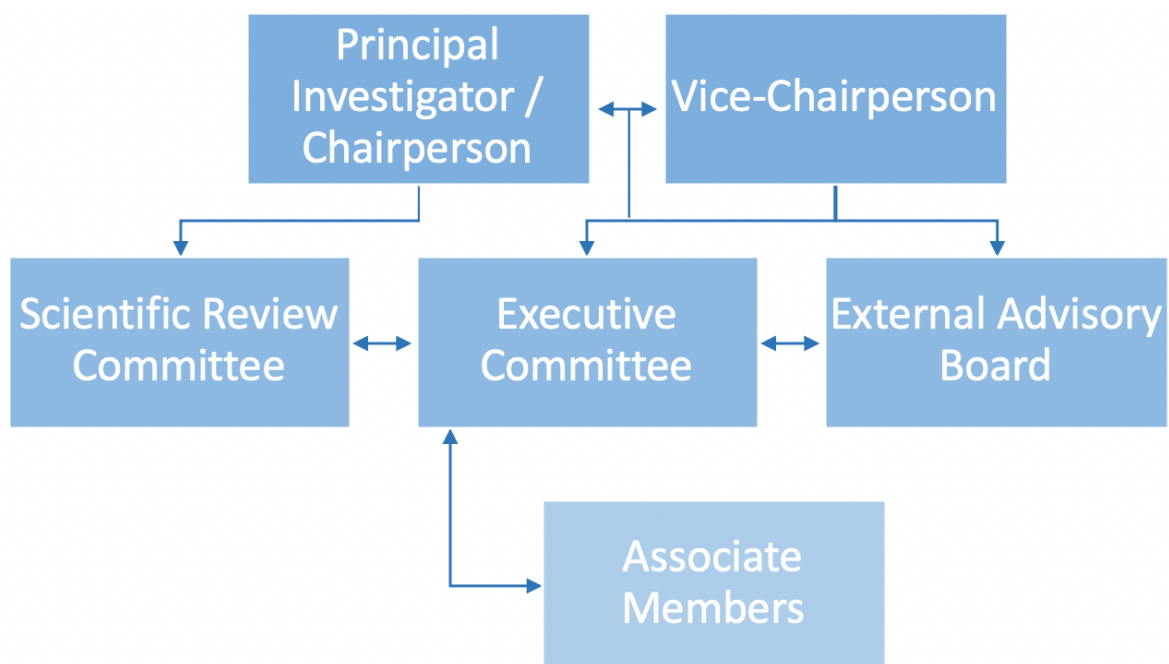 Principal
Investigator /
Chairperson
Vice-Chairperson
Scientific Review
Committee
Executive
Committee
External Advisory
Board
Associate
Members